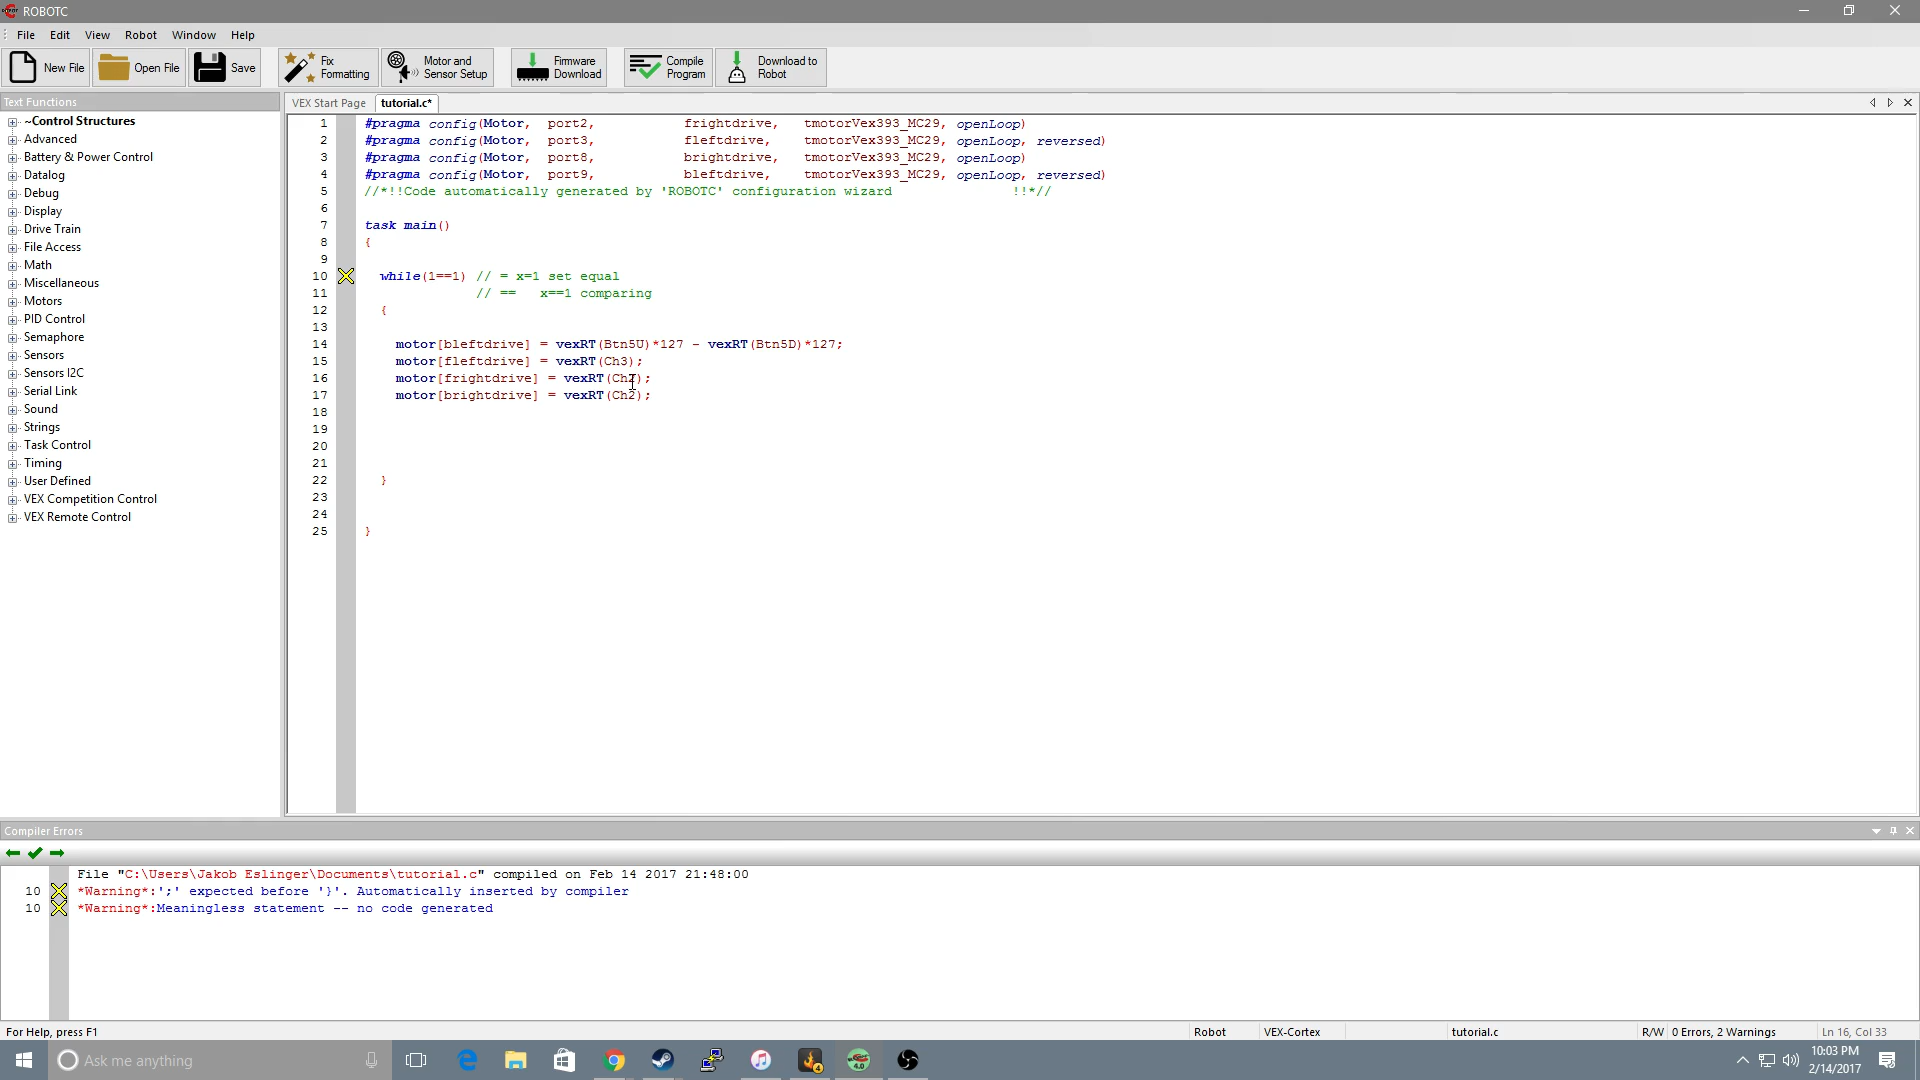 ROBOTC
File Edit View Robot Window Help
New File Open File Save Fix Formatting Motor and Sensor Setup Firmware Download Compile Program Download to Robot
Text Functions
~Control Structures
Advanced
Battery & Power Control
Datalog
Debug
Display
Drive Train
File Access
Math
Miscellaneous
Motors
PID Control
Semaphore
Sensors
Sensors I2C
Serial Link
Sound
Strings
Task Control
Timing
User Defined
VEX Competition Control
VEX Remote Control
VEX Start Page tutorial.c*
1 #pragma config(Motor, port2, frightdrive, tmotorVex393_MC29, openLoop)
2 #pragma config(Motor, port3, fleftdrive, tmotorVex393_MC29, openLoop, reversed)
3 #pragma config(Motor, port8, brightdrive, tmotorVex393_MC29, openLoop)
4 #pragma config(Motor, port9, bleftdrive, tmotorVex393_MC29, openLoop, reversed)
5 //*!!Code automatically generated by 'ROBOTC' configuration wizard !!*//
6
7 task main()
8 {
9
10 while(1==1) // = x=1 set equal
11 // == x==1 comparing
12 {
13
14 motor[bleftdrive] = vexRT(Btn5U)*127 - vexRT(Btn5D)*127;
15 motor[fleftdrive] = vexRT(Ch3);
16 motor[frightdrive] = vexRT(Ch2);
17 motor[brightdrive] = vexRT(Ch2);
18
19
20
21
22 }
23
24
25 }
Compiler Errors
File "C:\Users\Jakob Eslinger\Documents\tutorial.c" compiled on Feb 14 2017 21:48:00
10 *Warning*:';' expected before '}'. Automatically inserted by compiler
10 *Warning*:Meaningless statement -- no code generated
For Help, press F1 Robot VEX-Cortex tutorial.c R/W 0 Errors, 2 Warnings Ln 16, Col 33
Ask me anything
4
4.0
10:03 PM
2/14/2017